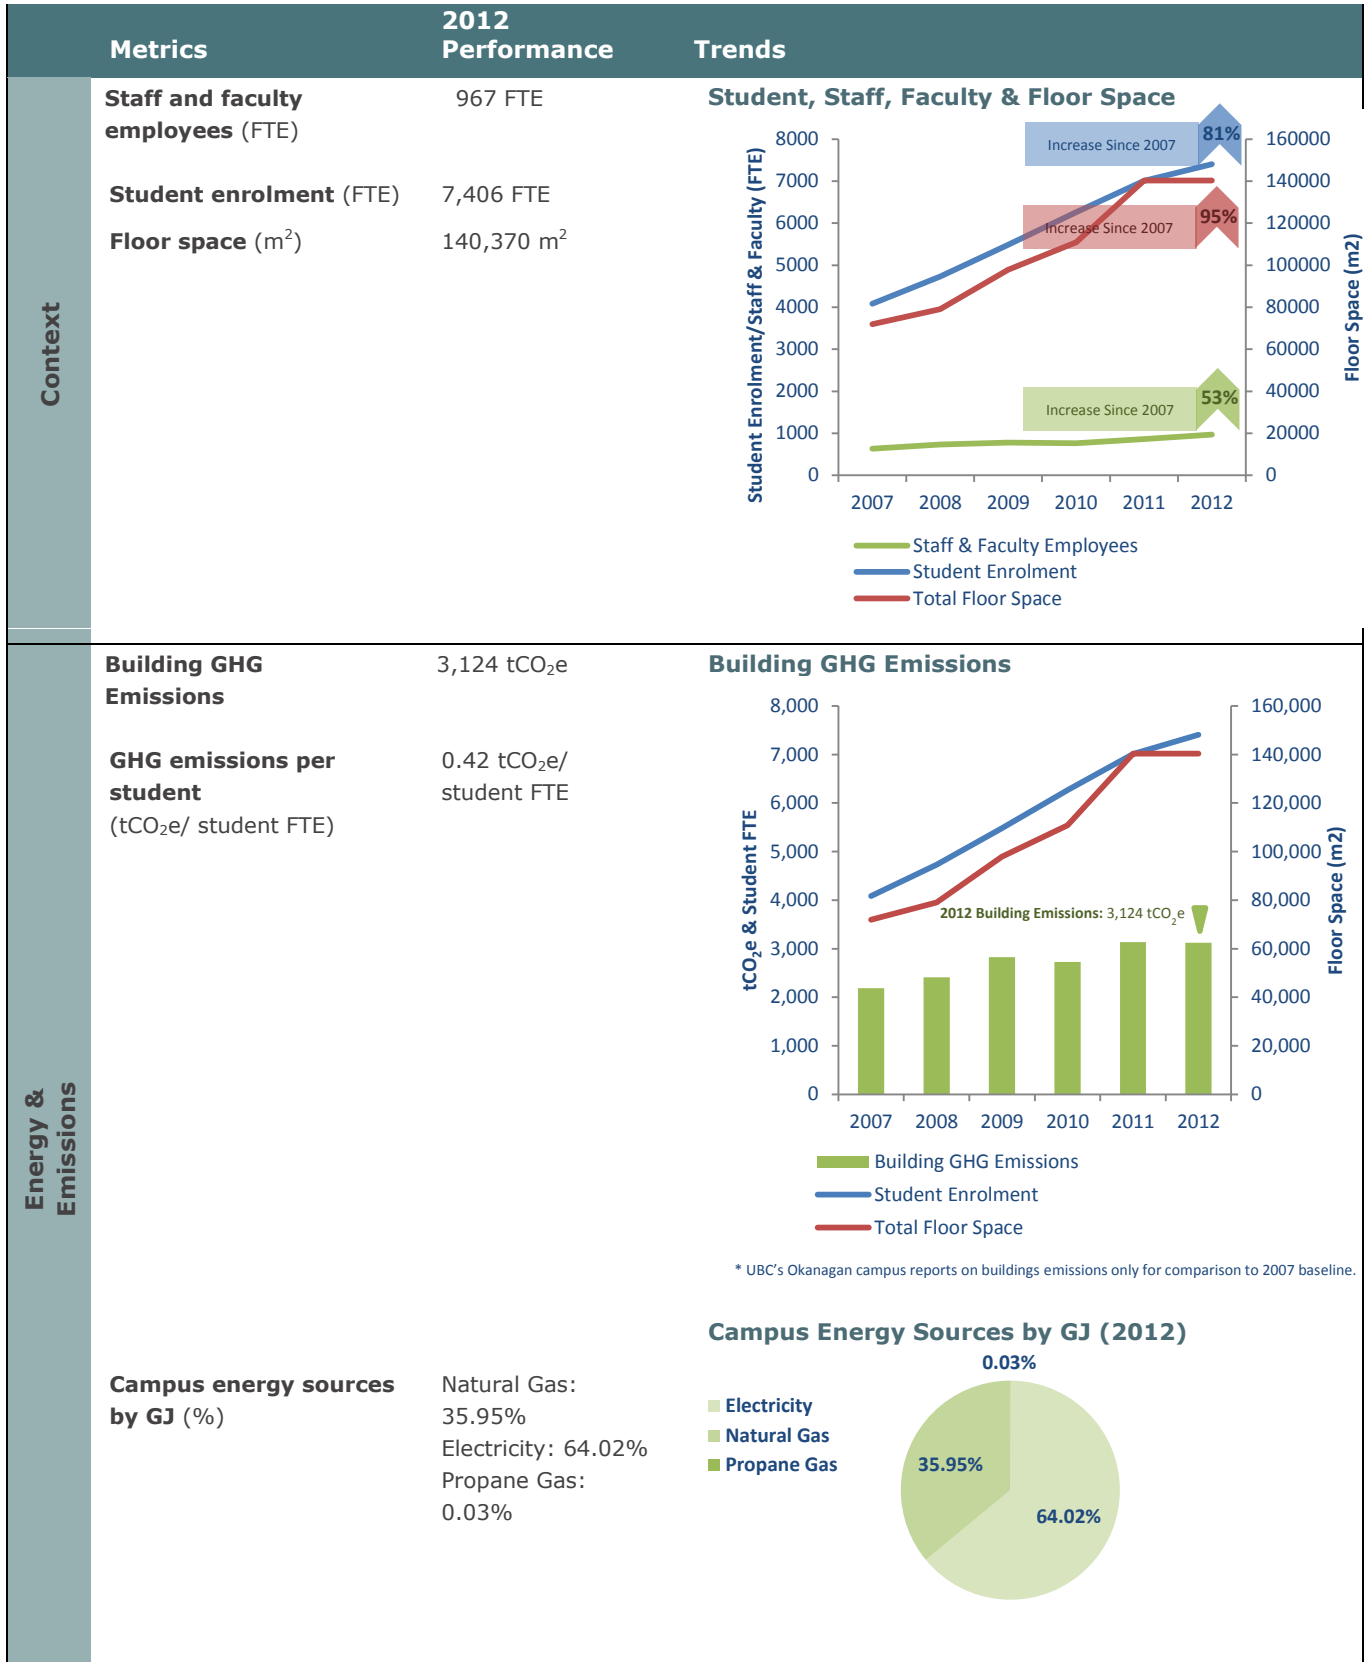 Metrics
2012
Performance
Trends
Context
Staff and faculty
employees (FTE)
967 FTE
Student enrolment (FTE)
7,406 FTE
Floor space (m²)
140,370 m²
Student, Staff, Faculty & Floor Space
Student Enrolment/Staff & Faculty (FTE)
8000
7000
6000
5000
4000
3000
2000
1000
0
Increase Since 2007
81%
Increase Since 2007
95%
Increase Since 2007
53%
160000
140000
120000
100000
80000
60000
40000
20000
0
Floor Space (m2)
2007 2008 2009 2010 2011 2012
Staff & Faculty Employees
Student Enrolment
Total Floor Space
Energy &
Emissions
Building GHG
Emissions
3,124 tCO₂e
GHG emissions per
student
(tCO₂e/ student FTE)
0.42 tCO₂e/
student FTE
Building GHG Emissions
tCO₂e & Student FTE
8,000
7,000
6,000
5,000
4,000
3,000
2,000
1,000
0
2012 Building Emissions: 3,124 tCO₂e
160,000
140,000
120,000
100,000
80,000
60,000
40,000
20,000
0
Floor Space (m2)
2007 2008 2009 2010 2011 2012
Building GHG Emissions
Student Enrolment
Total Floor Space
* UBC's Okanagan campus reports on buildings emissions only for comparison to 2007 baseline.
Campus energy sources
by GJ (%)
Natural Gas:
35.95%
Electricity: 64.02%
Propane Gas:
0.03%
Campus Energy Sources by GJ (2012)
0.03%
Electricity
Natural Gas
Propane Gas
35.95%
64.02%